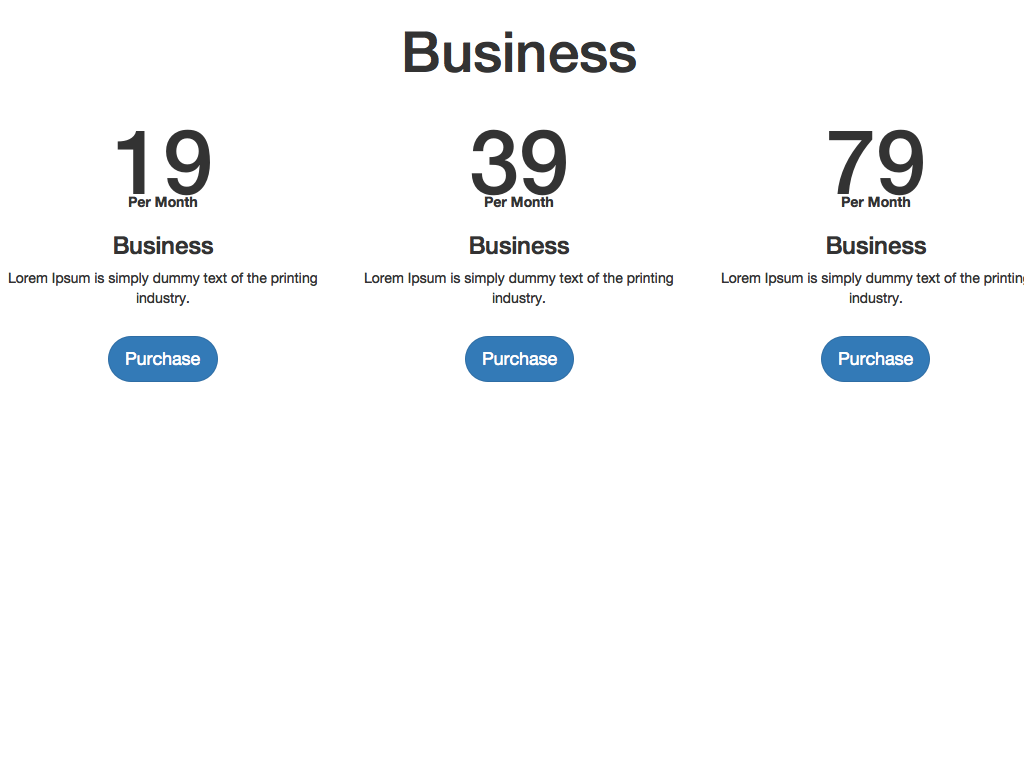 Business
19
Per Month
Business
Lorem Ipsum is simply dummy text of the printing
industry.
Purchase
39
Per Month
Business
Lorem Ipsum is simply dummy text of the printing
industry.
Purchase
79
Per Month
Business
Lorem Ipsum is simply dummy text of the printing
industry.
Purchase